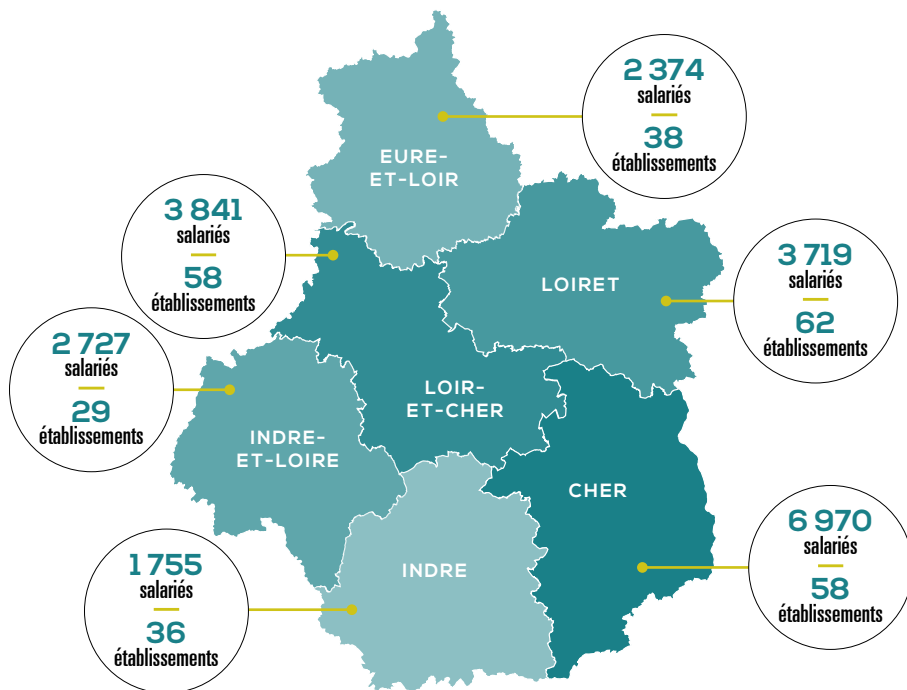 2 374
salariés
38
établissements
EURE-
ET-LOIR
3 841
salariés
58
établissements
LOIRET
3 719
salariés
62
établissements
2 727
salariés
29
établissements
LOIR-
ET-CHER
INDRE-
ET-LOIRE
CHER
6 970
salariés
58
établissements
1 755
salariés
36
établissements
INDRE